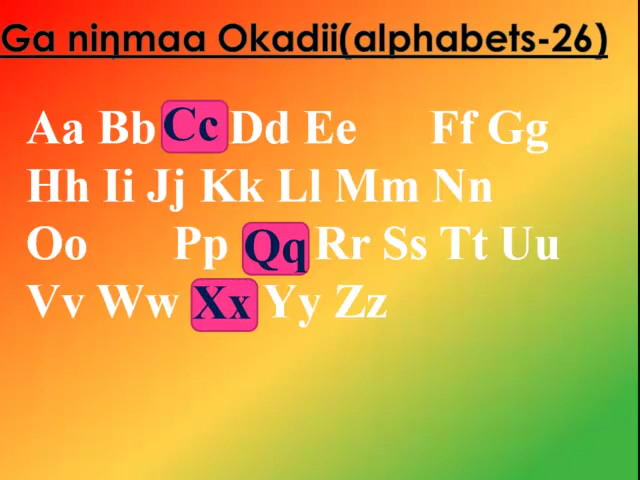 Ga niŋmaa Okadii(alphabets-26)
Aa Bb Cc Dd Ee Ff Gg
Hh Ii Jj Kk Ll Mm Nn
Oo Pp Qq Rr Ss Tt Uu
Vv Ww Xx Yy Zz